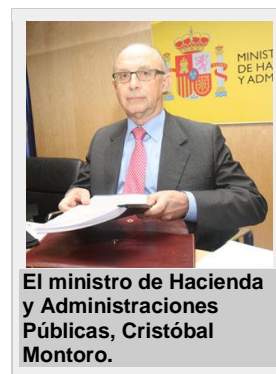 MINIST
DE HA
Y ADM
El ministro de Hacienda
y Administraciones
Públicas, Cristóbal
Montoro.